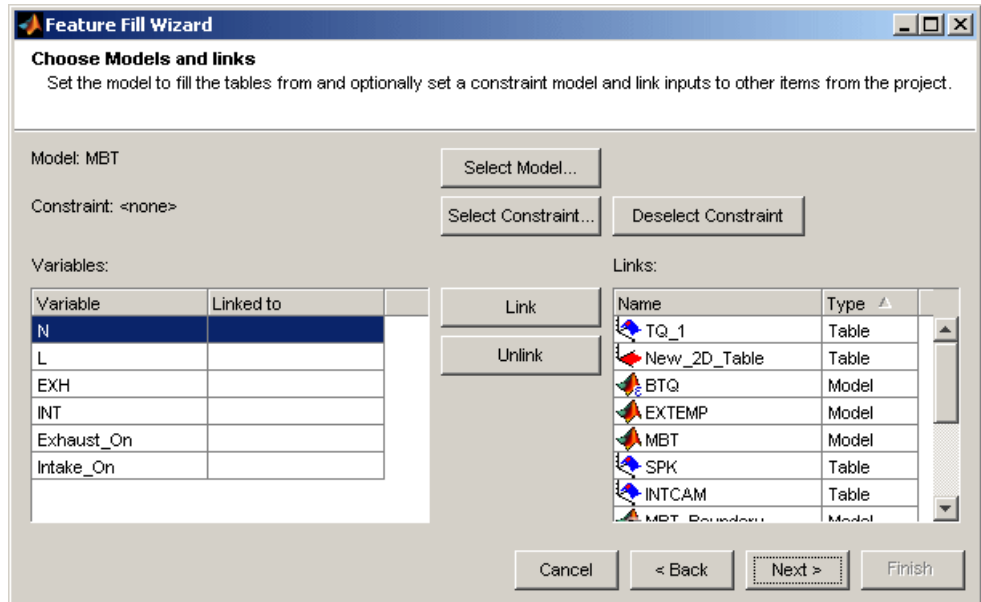 Feature Fill Wizard
Choose Models and links
Set the model to fill the tables from and optionally set a constraint model and link inputs to other items from the project.
Model: MBT
Select Model...
Constraint: <none>
Select Constraint...
Deselect Constraint
Variables:
Links:
Variable Linked to
N
L
EXH
INT
Exhaust_On
Intake_On
Link
Unlink
Name Type
TQ_1 Table
New_2D_Table Table
BTQ Model
EXTEMP Model
MBT Model
SPK Table
INTCAM Table
MBT_Boundary Model
Cancel
< Back
Next >
Finish